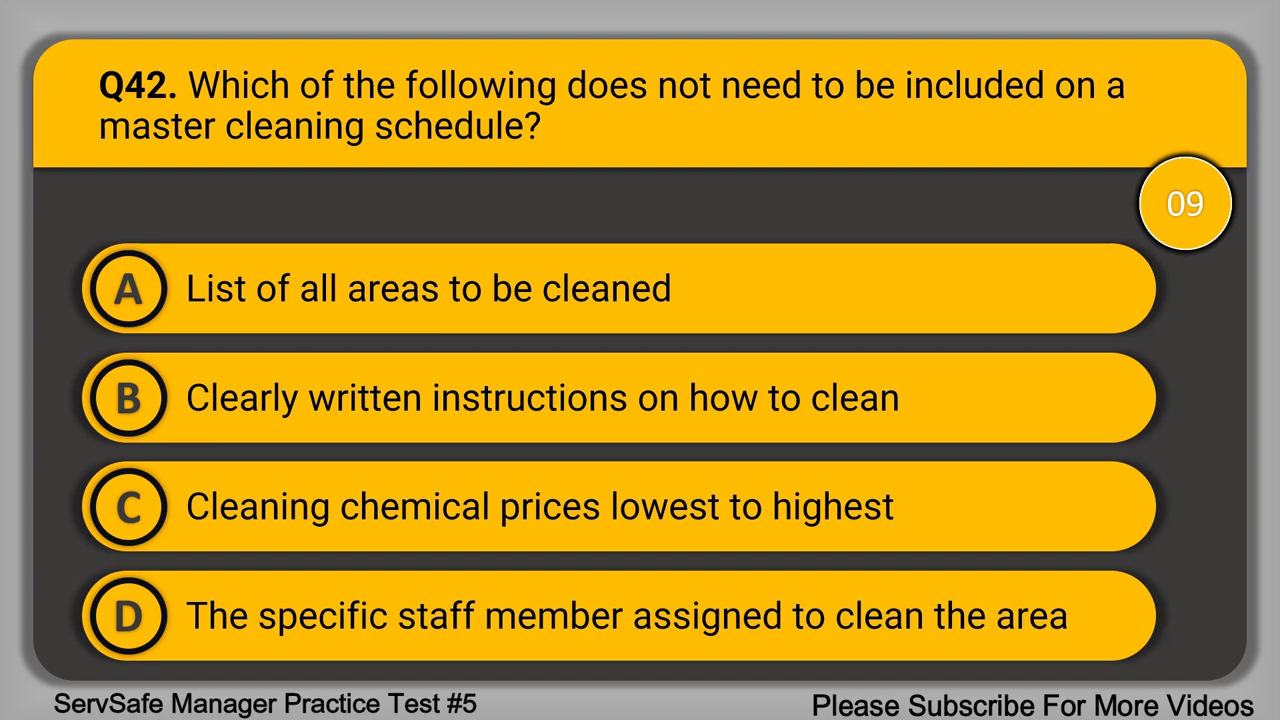 Q42. Which of the following does not need to be included on a
master cleaning schedule?
09
A List of all areas to be cleaned
B Clearly written instructions on how to clean
C Cleaning chemical prices lowest to highest
D The specific staff member assigned to clean the area
ServSafe Manager Practice Test #5
Please Subscribe For More Videos